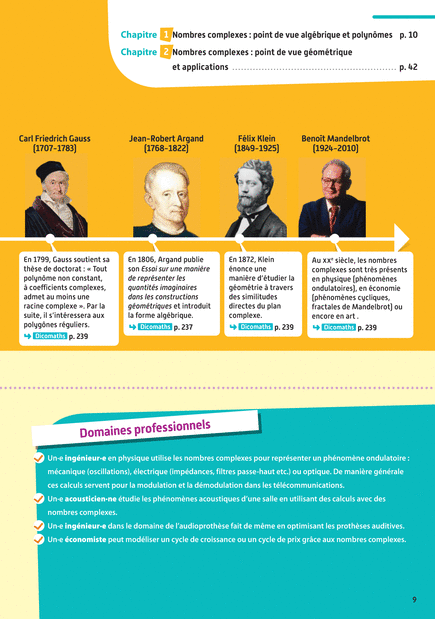 Chapitre 1 Nombres complexes : point de vue algébrique et polynômes p. 10
Chapitre 2 Nombres complexes : point de vue géométrique
et applications ........................................................ p. 42
Carl Friedrich Gauss
(1707-1783)
Jean-Robert Argand
(1768-1822)
Félix Klein
(1849-1925)
Benoît Mandelbrot
(1924-2010)
En 1799, Gauss soutient sa
thèse de doctorat : « Tout
polynôme non constant,
à coefficients complexes,
admet au moins une
racine complexe ». Par la
suite, il s'intéressera aux
polygônes réguliers.
Dicomaths p. 239
En 1806, Argand publie
son Essai sur une manière
de représenter les
quantités imaginaires
dans les constructions
géométriques et introduit
la forme algébrique.
Dicomaths p. 237
En 1872, Klein
énonce une
manière d'étudier la
géométrie à travers
des similitudes
directes du plan
complexe.
Dicomaths p. 239
Au XXe siècle, les nombres
complexes sont très présents
en physique (phénomènes
ondulatoires), en économie
(phénomènes cycliques,
fractales de Mandelbrot) ou
encore en art .
Dicomaths p. 239
Domaines professionnels
Un·e ingénieur·e en physique utilise les nombres complexes pour représenter un phénomène ondulatoire :
mécanique (oscillations), électrique (impédances, filtres passe-haut etc.) ou optique. De manière générale
ces calculs servent pour la modulation et la démodulation dans les télécommunications.
Un·e acousticien·ne étudie les phénomènes acoustiques d'une salle en utilisant des calculs avec des
nombres complexes.
Un·e ingénieur·e dans le domaine de l'audioprothèse fait de même en optimisant les prothèses auditives.
Un·e économiste peut modéliser un cycle de croissance ou un cycle de prix grâce aux nombres complexes.
9